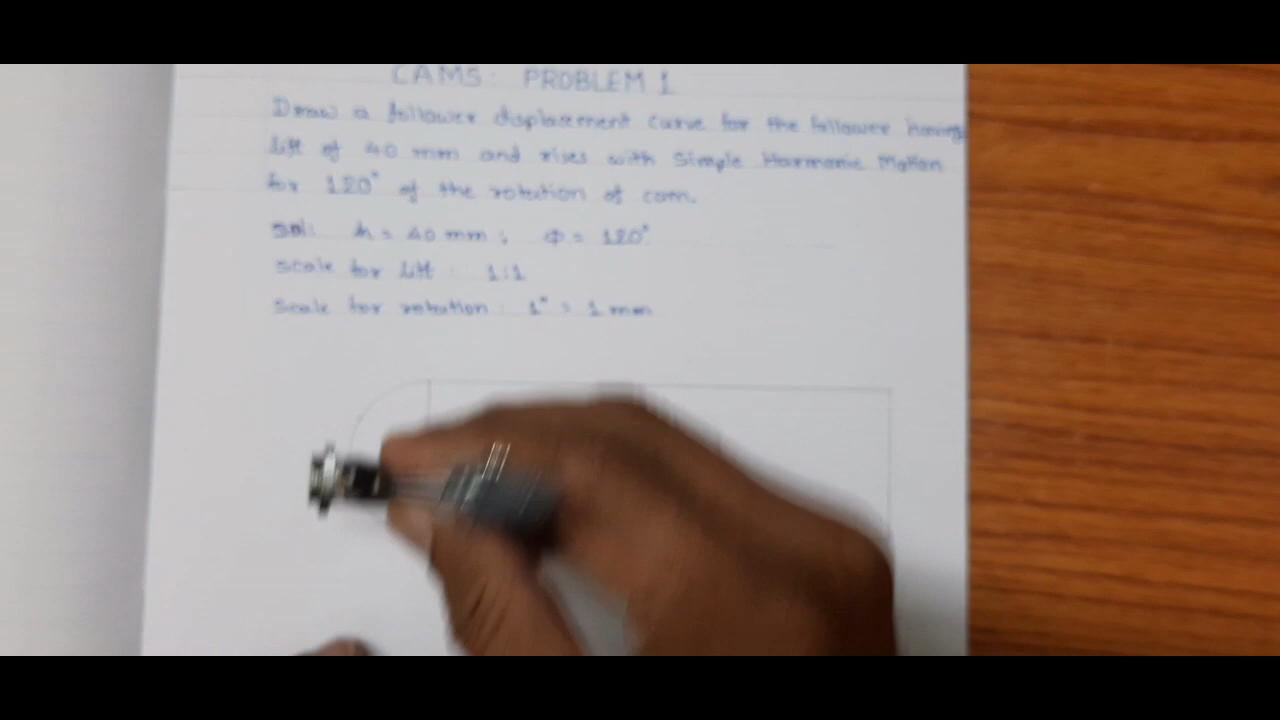 CAMS: PROBLEM 1
Draw a follower displacement curve for the follower having
lift of 40 mm and rises with Simple Harmonic Motion
for 120° of the rotation of cam.
Sol: h = 40 mm ; Φ = 120°
Scale for lift : 1:1
Scale for rotation : 1° = 1 mm